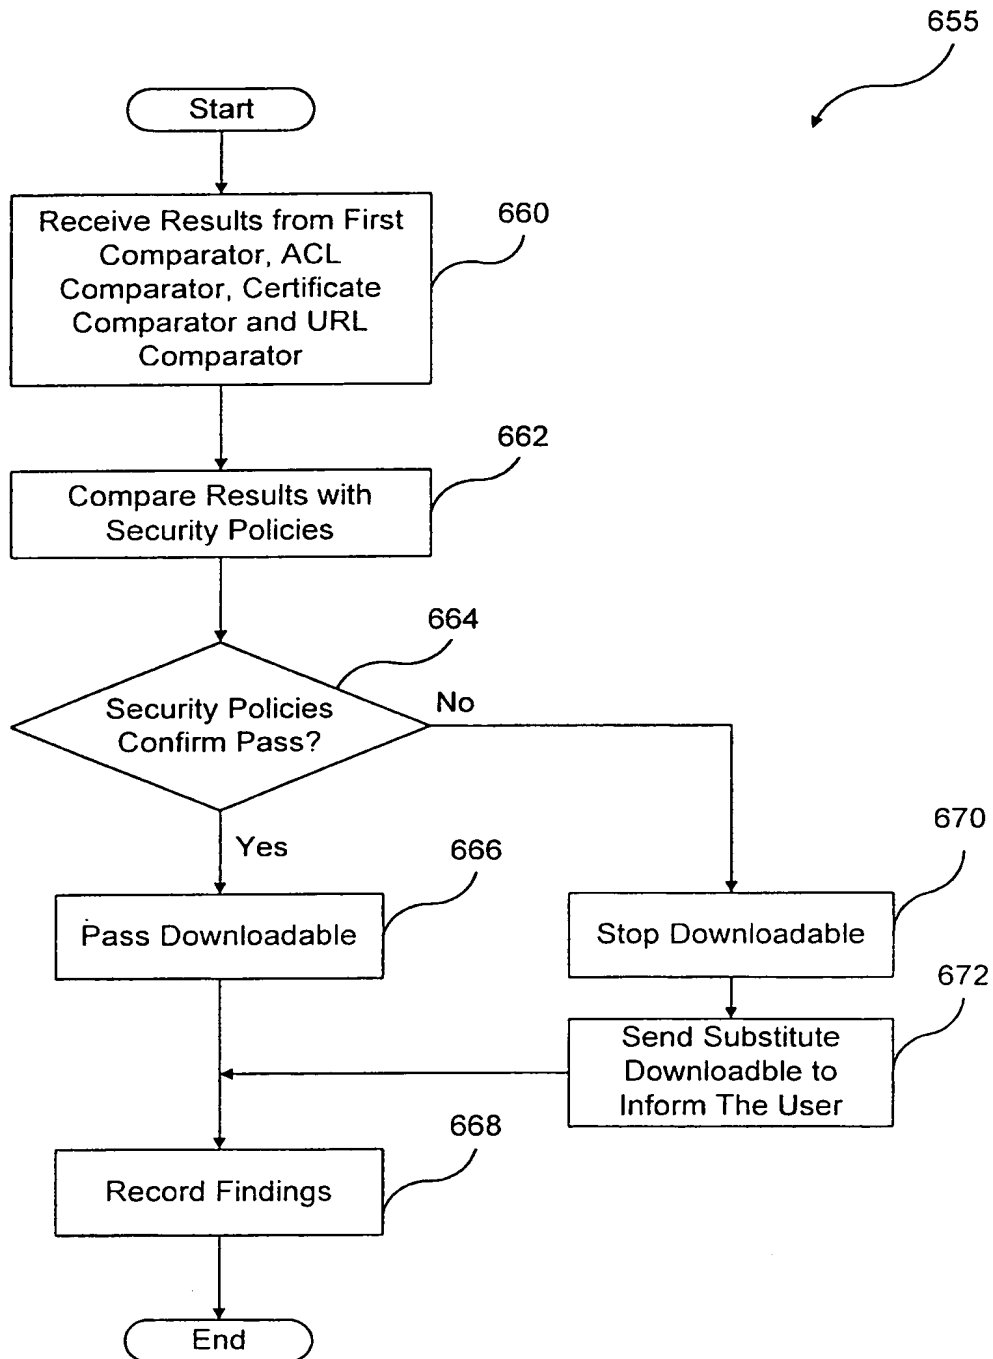 655
Start
Receive Results from First
Comparator, ACL
Comparator, Certificate
Comparator and URL
Comparator
660
Compare Results with
Security Policies
662
Security Policies
Confirm Pass?
664
No
Yes
Pass Downloadable
666
Stop Downloadable
670
Send Substitute
Downloadble to
Inform The User
672
Record Findings
668
End